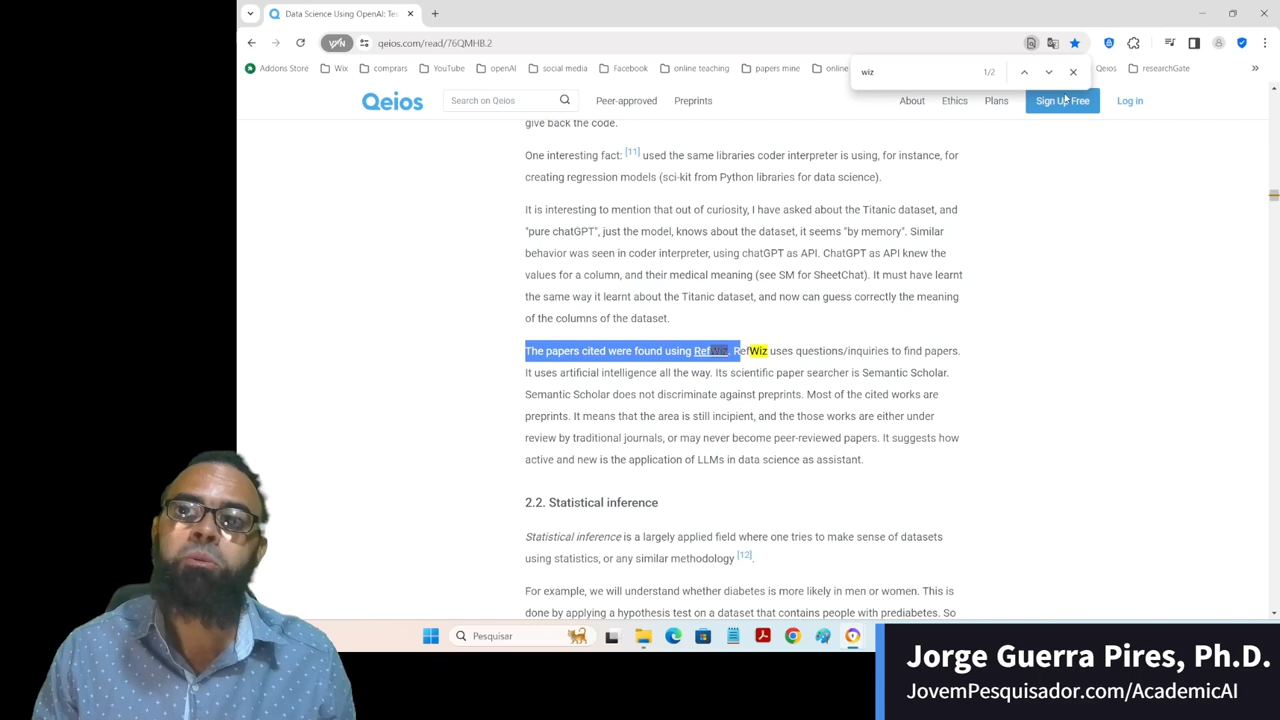 Data Science Using OpenAI: Tes
qeios.com/read/76QMHB.2
wiz 1/2
Addons Store Wix comprars YouTube openAI social media Facebook online teaching papers mine online Qeios researchGate »
Qeios Search on Qeios Peer-approved Preprints About Ethics Plans Sign Up Free Log in
give back the code.
One interesting fact: [11] used the same libraries coder interpreter is using, for instance, for
creating regression models (sci-kit from Python libraries for data science).
It is interesting to mention that out of curiosity, I have asked about the Titanic dataset, and
"pure chatGPT", just the model, knows about the dataset, it seems "by memory". Similar
behavior was seen in coder interpreter, using chatGPT as API. ChatGPT as API knew the
values for a column, and their medical meaning (see SM for SheetChat). It must have learnt
the same way it learnt about the Titanic dataset, and now can guess correctly the meaning
of the columns of the dataset.
The papers cited were found using RefWiz. RefWiz uses questions/inquiries to find papers.
It uses artificial intelligence all the way. Its scientific paper searcher is Semantic Scholar.
Semantic Scholar does not discriminate against preprints. Most of the cited works are
preprints. It means that the area is still incipient, and the those works are either under
review by traditional journals, or may never become peer-reviewed papers. It suggests how
active and new is the application of LLMs in data science as assistant.
2.2. Statistical inference
Statistical inference is a largely applied field where one tries to make sense of datasets
using statistics, or any similar methodology [12].
For example, we will understand whether diabetes is more likely in men or women. This is
done by applying a hypothesis test on a dataset that contains people with prediabetes. So
Pesquisar
Jorge Guerra Pires, Ph.D.
JovemPesquisador.com/AcademicAI